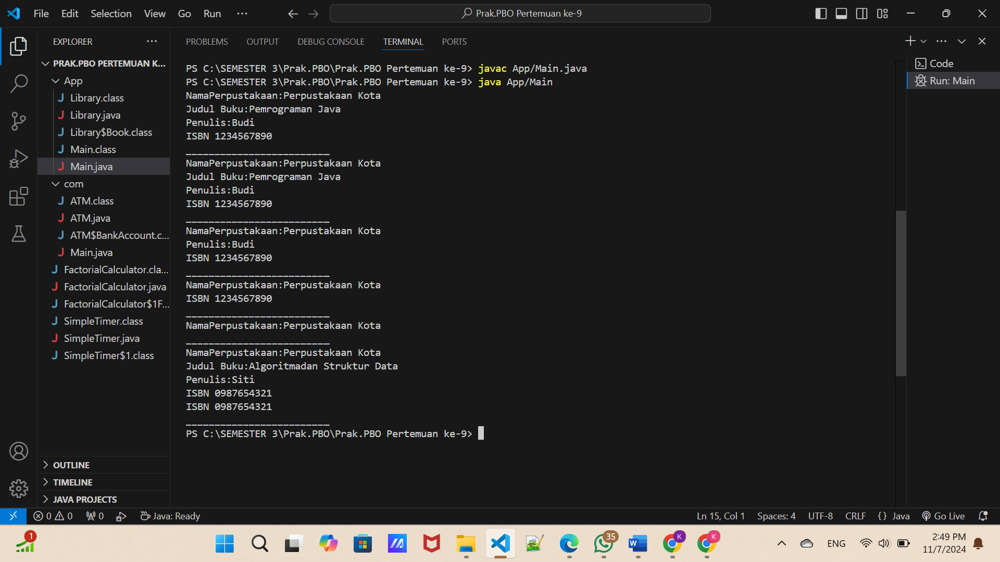 File Edit Selection View Go Run ···
Prak.PBO Pertemuan ke-9
EXPLORER
PRAK.PBO PERTEMUAN K...
App
Library.class
Library.java
Library$Book.class
Main.class
Main.java
com
ATM.class
ATM.java
ATM$BankAccount.c...
Main.java
FactorialCalculator.cla...
FactorialCalculator.java
FactorialCalculator$1F...
SimpleTimer.class
SimpleTimer.java
SimpleTimer$1.class
OUTLINE
TIMELINE
JAVA PROJECTS
PROBLEMS OUTPUT DEBUG CONSOLE TERMINAL PORTS
PS C:\SEMESTER 3\Prak.PBO\Prak.PBO Pertemuan ke-9> javac App/Main.java
PS C:\SEMESTER 3\Prak.PBO\Prak.PBO Pertemuan ke-9> java App/Main
NamaPerpustakaan:Perpustakaan Kota
Judul Buku:Pemrograman Java
Penulis:Budi
ISBN 1234567890
_________________________
NamaPerpustakaan:Perpustakaan Kota
Judul Buku:Pemrograman Java
Penulis:Budi
ISBN 1234567890
_________________________
NamaPerpustakaan:Perpustakaan Kota
Penulis:Budi
ISBN 1234567890
_________________________
NamaPerpustakaan:Perpustakaan Kota
ISBN 1234567890
_________________________
NamaPerpustakaan:Perpustakaan Kota
_________________________
NamaPerpustakaan:Perpustakaan Kota
Judul Buku:Algoritmadan Struktur Data
Penulis:Siti
ISBN 0987654321
ISBN 0987654321
_________________________
PS C:\SEMESTER 3\Prak.PBO\Prak.PBO Pertemuan ke-9>
Code
Run: Main
0 0 0 Java: Ready
Ln 15, Col 1 Spaces: 4 UTF-8 CRLF {} Java Go Live
1
35
K
K
ENG
2:49 PM
11/7/2024